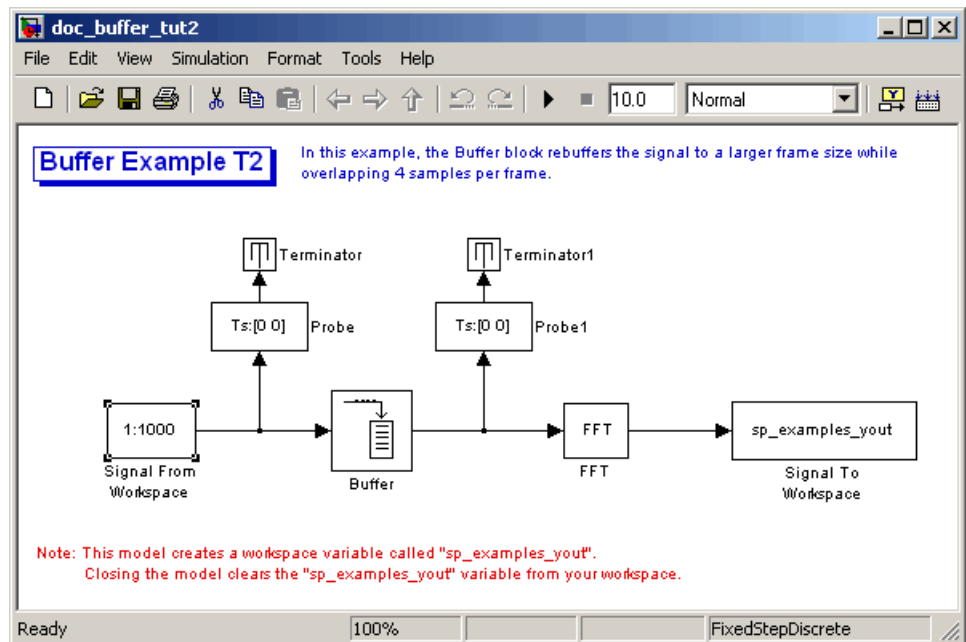 doc_buffer_tut2
File Edit View Simulation Format Tools Help
10.0 Normal
Buffer Example T2
In this example, the Buffer block rebuffers the signal to a larger frame size while
overlapping 4 samples per frame.
Terminator
Terminator1
Ts:[0 0] Probe
Ts:[0 0] Probe1
1:1000
FFT
sp_examples_yout
Signal From
Workspace
Buffer
FFT
Signal To
Workspace
Note: This model creates a workspace variable called "sp_examples_yout".
Closing the model clears the "sp_examples_yout" variable from your workspace.
Ready 100% FixedStepDiscrete